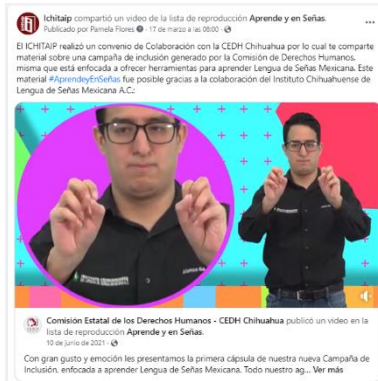 Ichitaip compartió un video de la lista de reproducción Aprende y en Señas.
Publicado por Pamela Flores · 17 de marzo a las 08:00 ·
El ICHITAIP realizó un convenio de Colaboración con la CEDH Chihuahua por lo cual te comparte
material sobre una campaña de inclusión generado por la Comisión de Derechos Humanos,
misma que está enfocada a ofrecer herramientas para aprender Lengua de Señas Mexicana. Este
material #AprendeyEnSeñas fue posible gracias a la colaboración del Instituto Chihuahuense de
Lengua de Señas Mexicana A.C.:
Comisión Estatal de los Derechos Humanos - CEDH Chihuahua publicó un video en la
lista de reproducción Aprende y en Señas.
10 de junio de 2021 ·
Con gran gusto y emoción les presentamos la primera cápsula de nuestra nueva Campaña de
Inclusión, enfocada a aprender Lengua de Señas Mexicana. Todo nuestro ag... Ver más